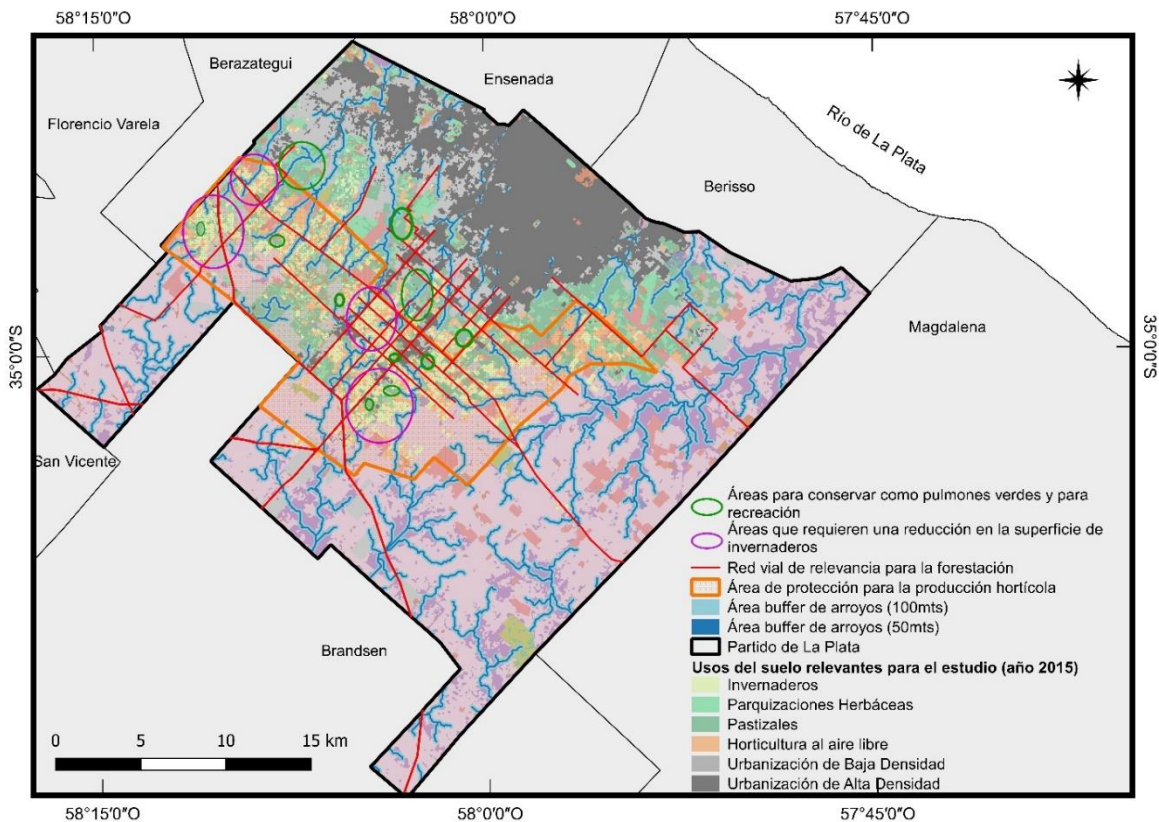 58°15'0"O
58°0'0"O
57°45'0"O
Berazategui
Ensenada
Florencio Varela
Río de La Plata
Berisso
Magdalena
35°0'0"S
35°0'0"S
San Vicente
Brandsen
Áreas para conservar como pulmones verdes y para
recreación
Áreas que requieren una reducción en la superficie de
invernaderos
Red vial de relevancia para la forestación
Área de protección para la producción hortícola
Área buffer de arroyos (100mts)
Área buffer de arroyos (50mts)
Partido de La Plata
Usos del suelo relevantes para el estudio (año 2015)
Invernaderos
Parquizaciones Herbáceas
Pastizales
Horticultura al aire libre
Urbanización de Baja Densidad
Urbanización de Alta Densidad
0 5 10 15 km
58°15'0"O
58°0'0"O
57°45'0"O